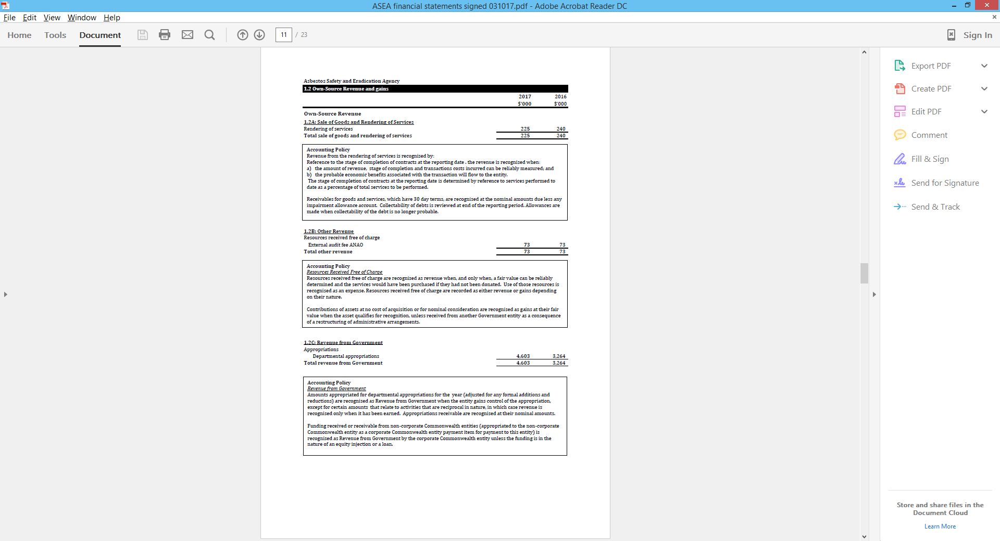 ASEA financial statements signed 031017.pdf - Adobe Acrobat Reader DC
File Edit View Window Help
Home Tools Document 11 / 23 Sign In
Asbestos Safety and Eradication Agency
1.2 Own-Source Revenue and gains
2017 2016
$'000 $'000
Own-Source Revenue
1.2A: Sale of Goods and Rendering of Services
Rendering of services 225 240
Total sale of goods and rendering of services 225 240
Accounting Policy
Revenue from the rendering of services is recognised by:
Reference to the stage of completion of contracts at the reporting date . the revenue is recognised when:
a) the amount of revenue, stage of completion and transactions costs incurred can be reliably measured; and
b) the probable economic benefits associated with the transaction will flow to the entity.
The stage of completion of contracts at the reporting date is determined by reference to services performed to
date as a percentage of total services to be performed.
Receivables for goods and services, which have 30 day terms, are recognised at the nominal amounts due less any
impairment allowance account. Collectability of debts is reviewed at end of the reporting period. Allowances are
made when collectability of the debt is no longer probable.
1.2B: Other Revenue
Resources received free of charge
External audit fee ANAO 73 73
Total other revenue 73 73
Accounting Policy
Resources Received Free of Charge
Resources received free of charge are recognised as revenue when, and only when, a fair value can be reliably
determined and the services would have been purchased if they had not been donated. Use of those resources is
recognised as an expense. Resources received free of charge are recorded as either revenue or gains depending
on their nature.
Contributions of assets at no cost of acquisition or for nominal consideration are recognised as gains at their fair
value when the asset qualifies for recognition, unless received from another Government entity as a consequence
of a restructuring of administrative arrangements.
1.2C: Revenue from Government
Appropriations
Departmental appropriations 4,603 3,264
Total revenue from Government 4,603 3,264
Accounting Policy
Revenue from Government
Amounts appropriated for departmental appropriations for the year (adjusted for any formal additions and
reductions) are recognised as Revenue from Government when the entity gains control of the appropriation,
except for certain amounts that relate to activities that are reciprocal in nature, in which case revenue is
recognised only when it has been earned. Appropriations receivable are recognised at their nominal amounts.
Funding received or receivable from non-corporate Commonwealth entities (appropriated to the non-corporate
Commonwealth entity as a corporate Commonwealth entity payment item for payment to this entity) is
recognised as Revenue from Government by the corporate Commonwealth entity unless the funding is in the
nature of an equity injection or a loan.
Export PDF
Create PDF
Edit PDF
Comment
Fill & Sign
Send for Signature
Send & Track
Store and share files in the
Document Cloud
Learn More